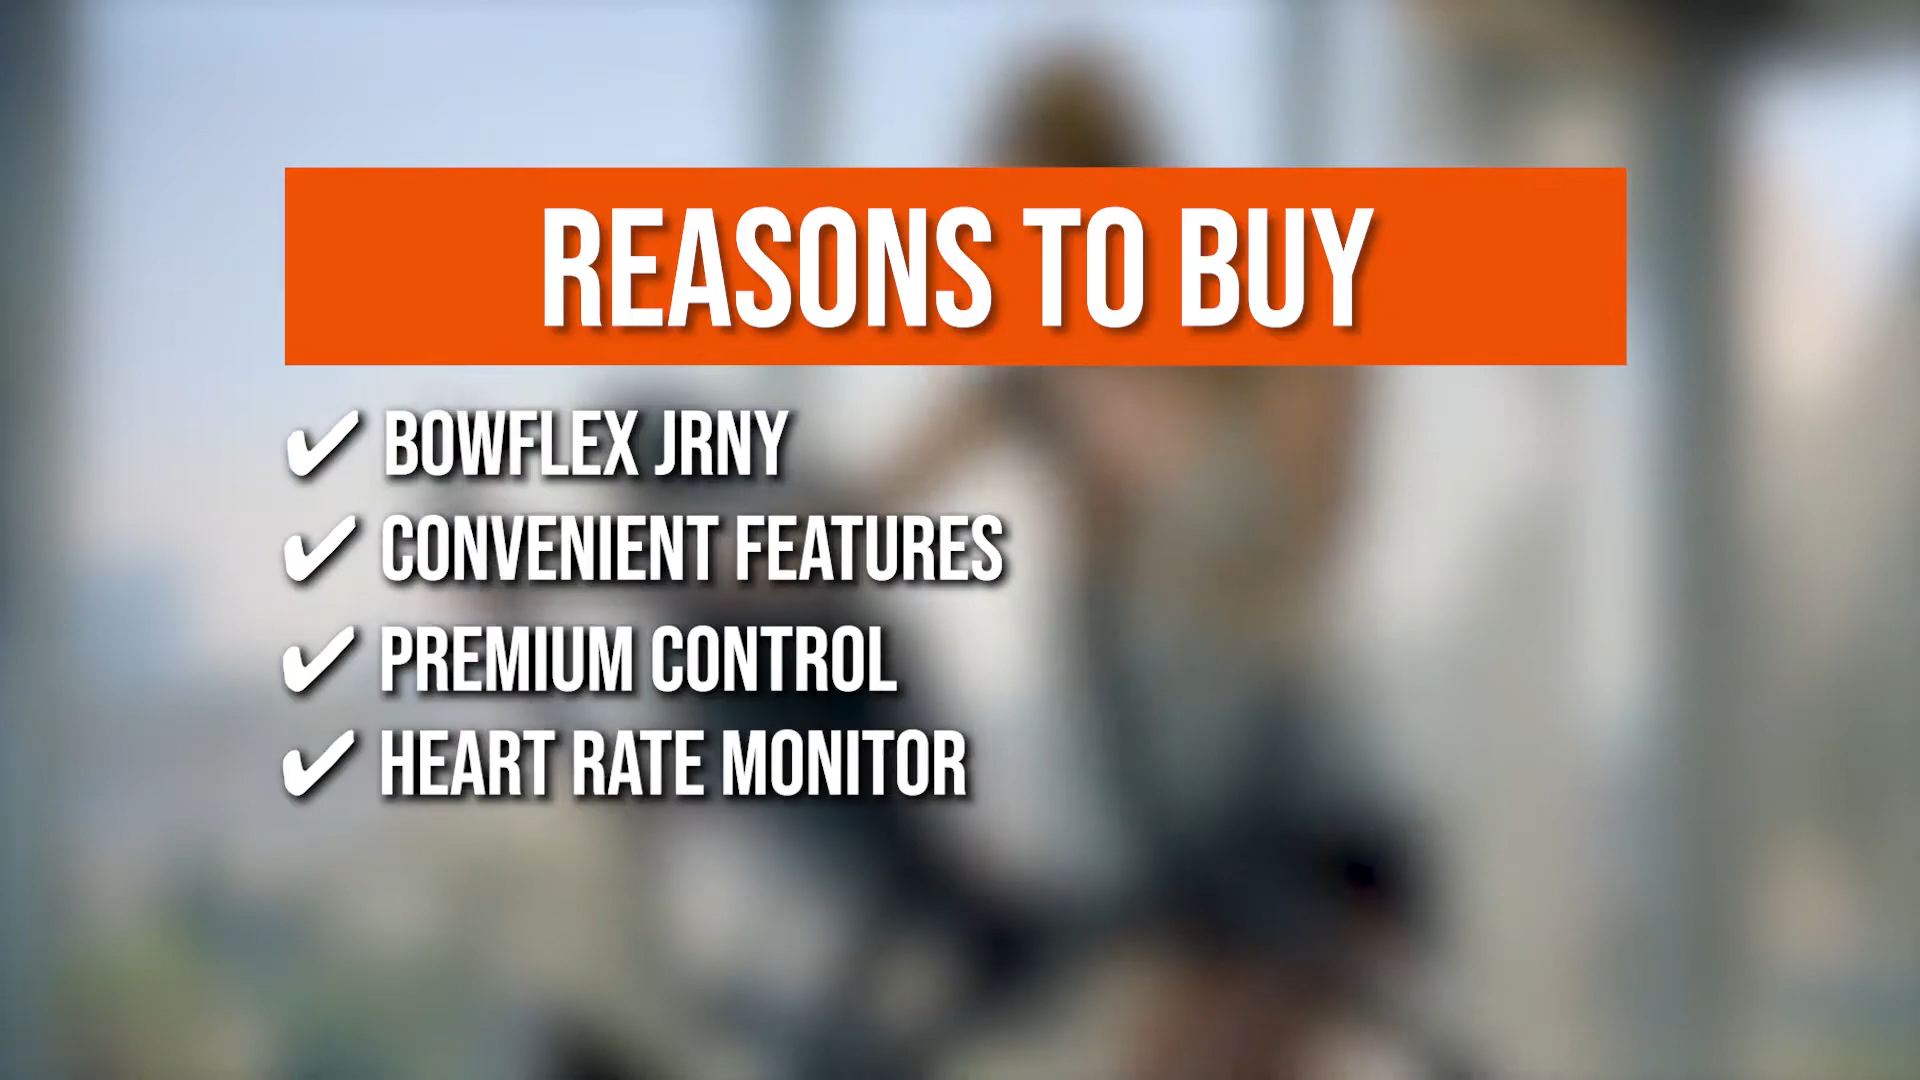 REASONS TO BUY
✔ BOWFLEX JRNY
✔ CONVENIENT FEATURES
✔ PREMIUM CONTROL
✔ HEART RATE MONITOR